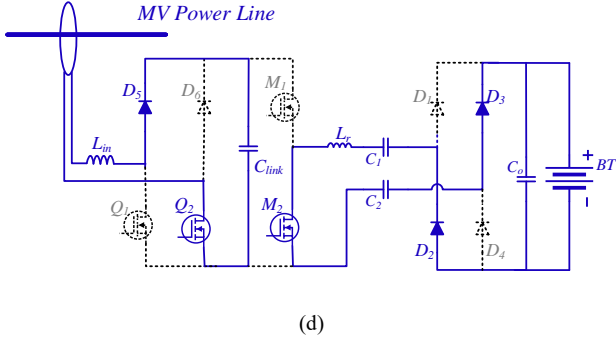 MV Power Line
D5
D6
M1
D1
D3
Lin
Clink
Lr
C1
C2
Co
+
BT
-
Q1
Q2
M2
D2
D4
(d)